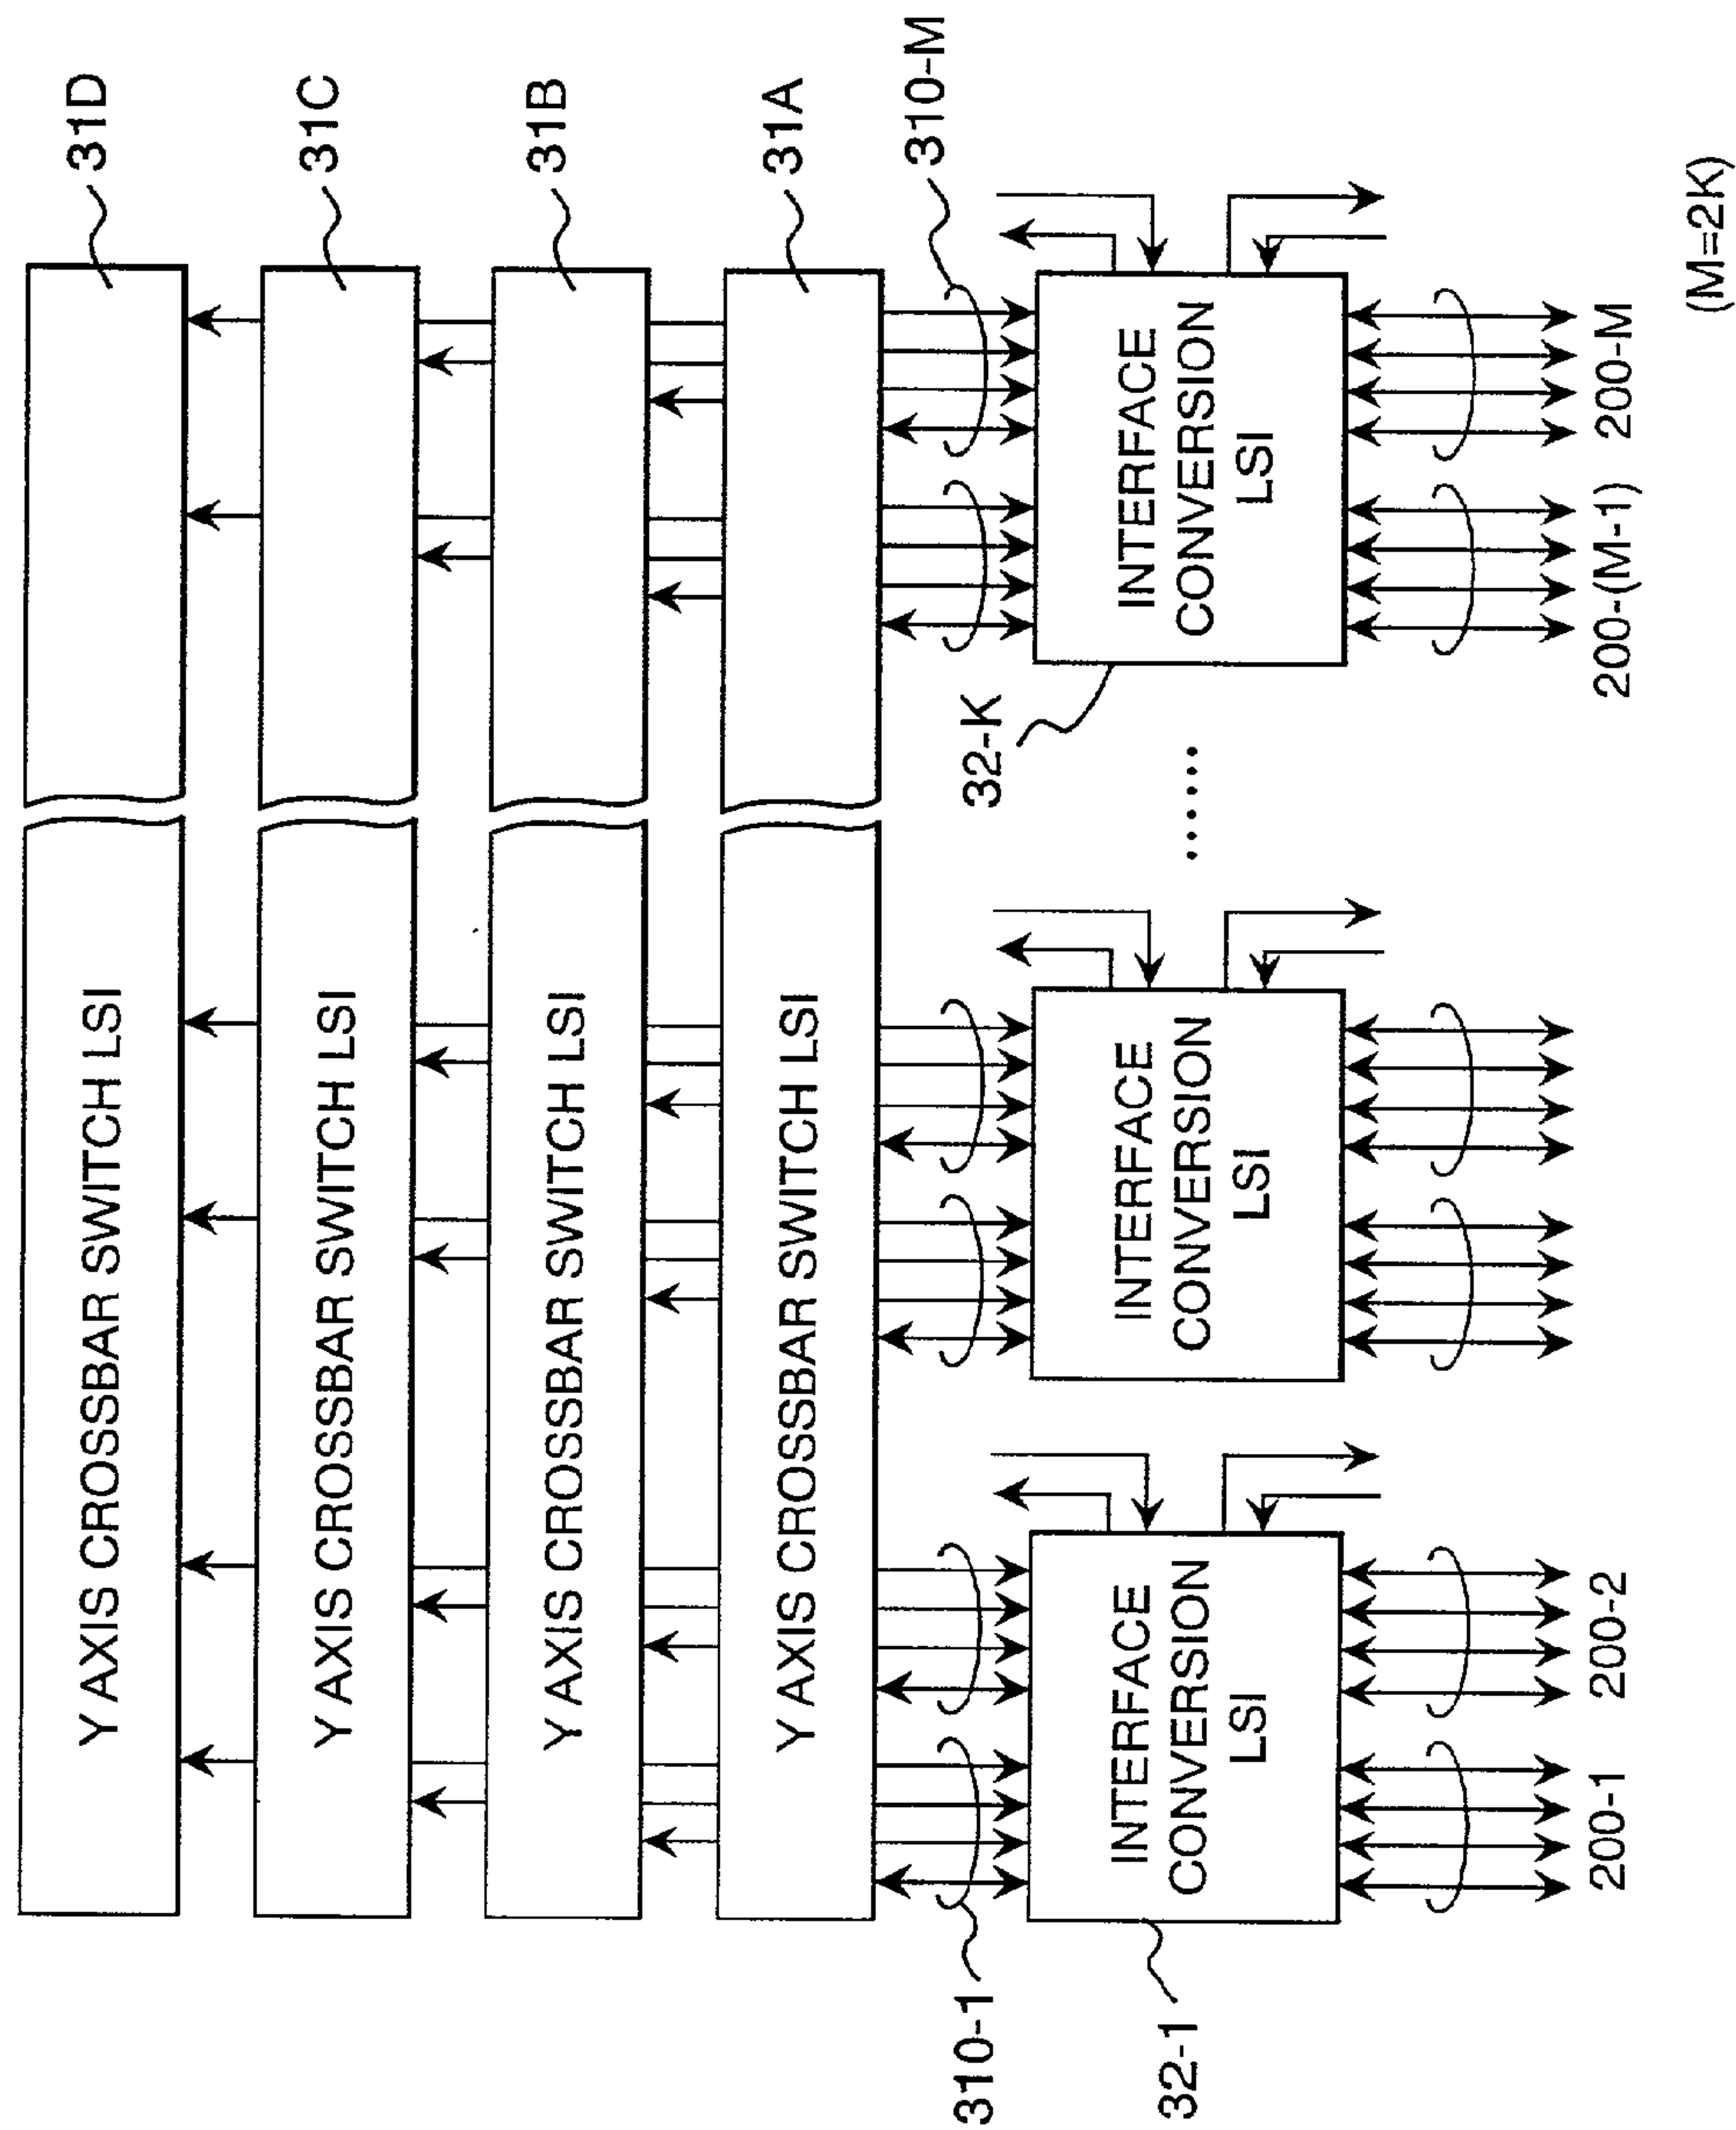 Y AXIS CROSSBAR SWITCH LSI
31D
Y AXIS CROSSBAR SWITCH LSI
31C
Y AXIS CROSSBAR SWITCH LSI
31B
Y AXIS CROSSBAR SWITCH LSI
31A
310-1
310-M
32-1
INTERFACE
CONVERSION
LSI
INTERFACE
CONVERSION
LSI
......
32-K
INTERFACE
CONVERSION
LSI
200-1
200-2
200-(M-1)
200-M
(M=2K)